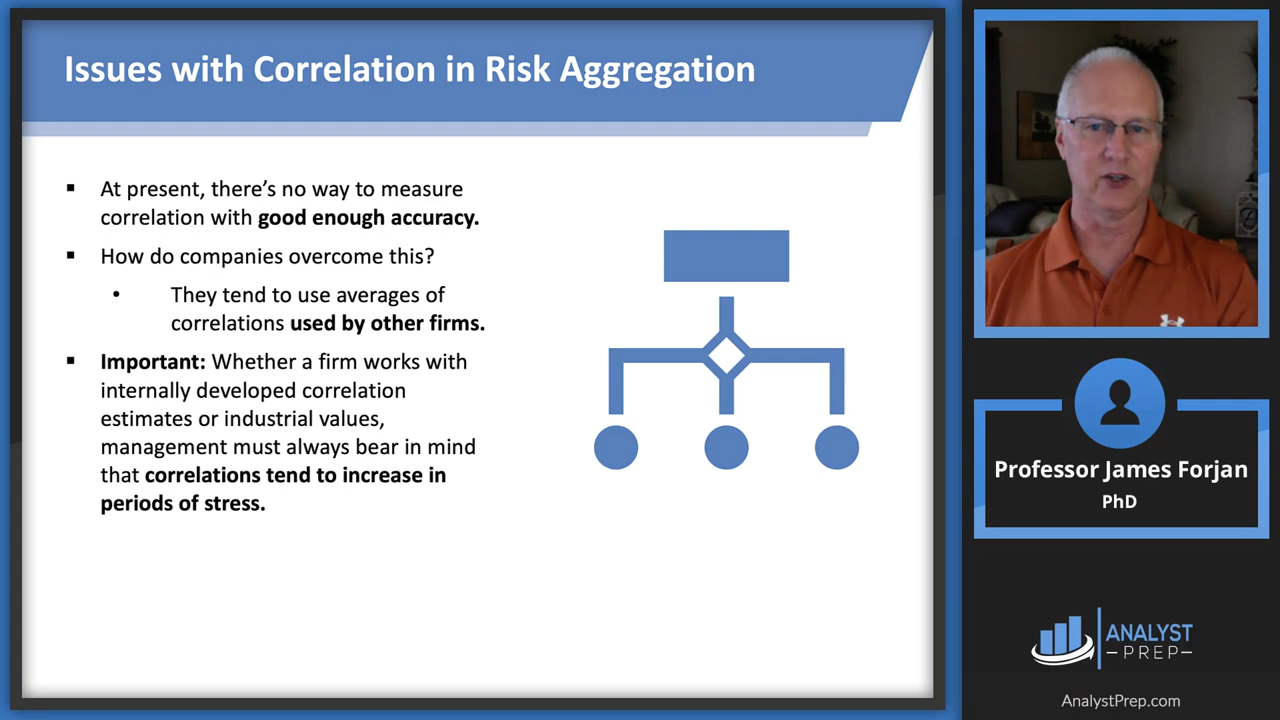 Issues with Correlation in Risk Aggregation
▪ At present, there's no way to measure
correlation with good enough accuracy.
▪ How do companies overcome this?
• They tend to use averages of
correlations used by other firms.
▪ Important: Whether a firm works with
internally developed correlation
estimates or industrial values,
management must always bear in mind
that correlations tend to increase in
periods of stress.
Professor James Forjan
PhD
ANALYST
–PREP–
AnalystPrep.com